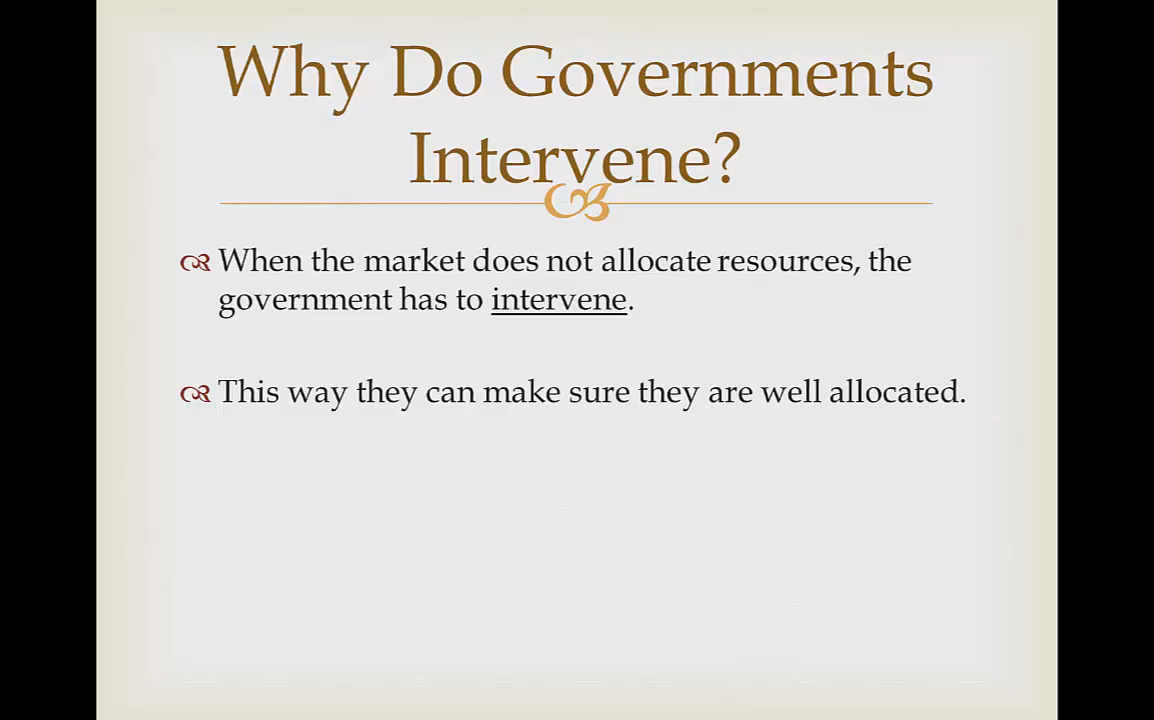 Why Do Governments
Intervene?
When the market does not allocate resources, the
government has to intervene.
This way they can make sure they are well allocated.